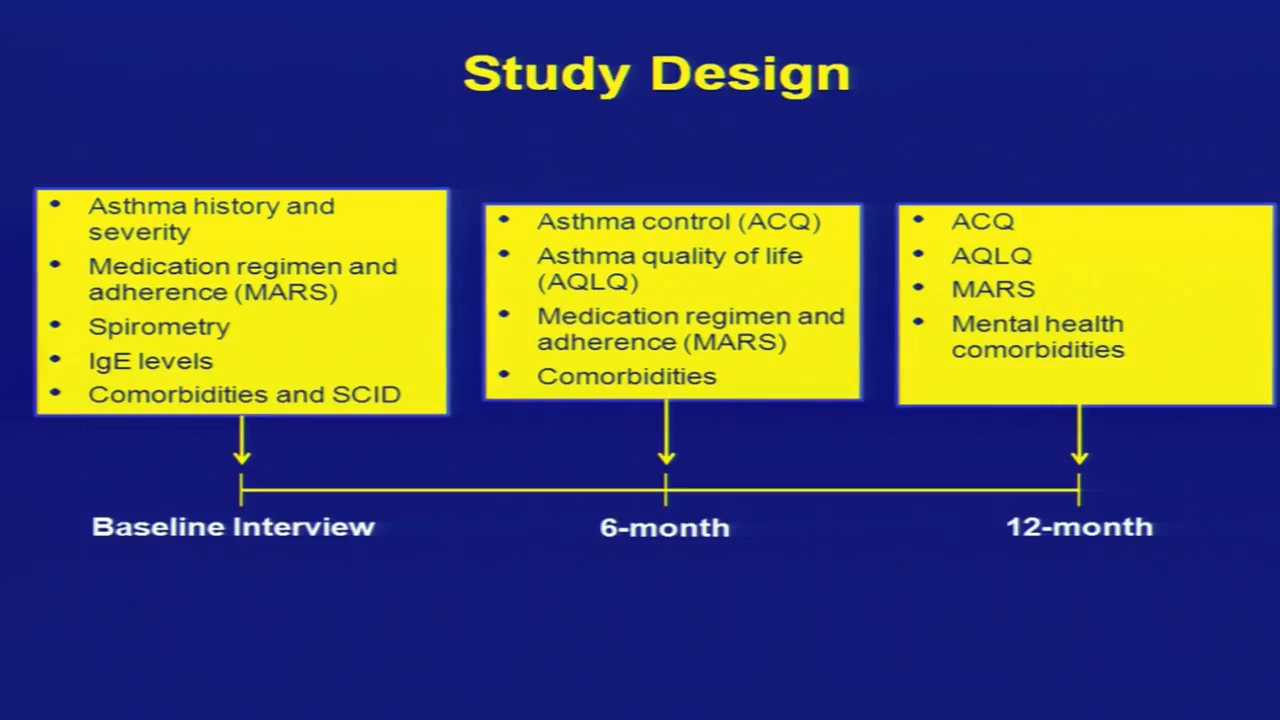 Study Design
• Asthma history and
severity
• Medication regimen and
adherence (MARS)
• Spirometry
• IgE levels
• Comorbidities and SCID
• Asthma control (ACQ)
• Asthma quality of life
(AQLQ)
• Medication regimen and
adherence (MARS)
• Comorbidities
• ACQ
• AQLQ
• MARS
• Mental health
comorbidities
Baseline Interview
6-month
12-month